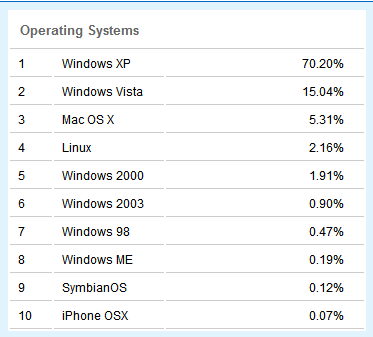 Operating Systems
1 Windows XP 70.20%
2 Windows Vista 15.04%
3 Mac OS X 5.31%
4 Linux 2.16%
5 Windows 2000 1.91%
6 Windows 2003 0.90%
7 Windows 98 0.47%
8 Windows ME 0.19%
9 SymbianOS 0.12%
10 iPhone OSX 0.07%